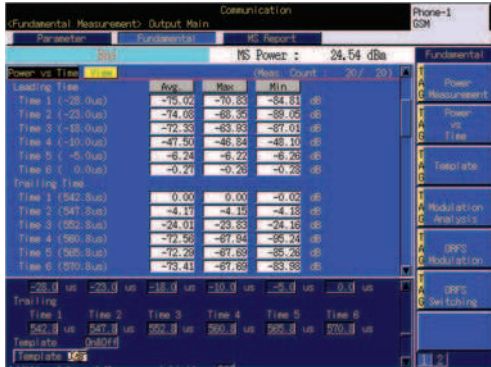 Communication
Phone-1
GSM
<Fundamental Measurement> Output Main
Parameter Fundamental MS Report
End MS Power : 24.54 dBm Fundamental
Power vs Time View (Meas. Count : 20/ 20)
Leading Time Avg. Max Min
Time 1 (-28.0us) -75.02 -70.83 -84.81 dB
Time 2 (-23.0us) -74.08 -68.35 -89.05 dB
Time 3 (-18.0us) -72.33 -63.93 -87.01 dB
Time 4 (-10.0us) -47.50 -46.84 -48.10 dB
Time 5 ( -5.0us) -6.24 -6.22 -6.26 dB
Time 6 ( 0.0us) -0.27 -0.26 -0.28 dB
Trailing Time
Time 1 (542.8us) 0.00 0.00 -0.02 dB
Time 2 (547.8us) -4.17 -4.15 -4.18 dB
Time 3 (552.8us) -24.01 -23.83 -24.16 dB
Time 4 (560.8us) -72.56 -67.94 -95.24 dB
Time 5 (565.8us) -72.29 -67.69 -85.26 dB
Time 6 (570.8us) -73.41 -67.69 -83.98 dB
-28.0 us -23.0 us -18.0 us -10.0 us -5.0 us 0.0 us
Trailing
Time 1 Time 2 Time 3 Time 4 Time 5 Time 6
542.8 us 547.8 us 552.8 us 560.8 us 565.8 us 570.8 us
Template On&Off
Template
TAG Power Measurement
TAG Power vs Time
TAG Template
TAG Modulation Analysis
TAG ORFS Modulation
TAG ORFS Switching
1 2